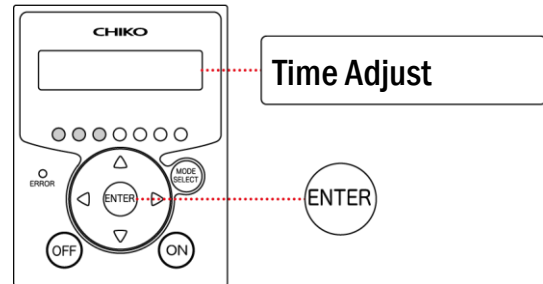 CHIKO
Time Adjust
ERROR
MODE
SELECT
ENTER
ENTER
OFF
ON